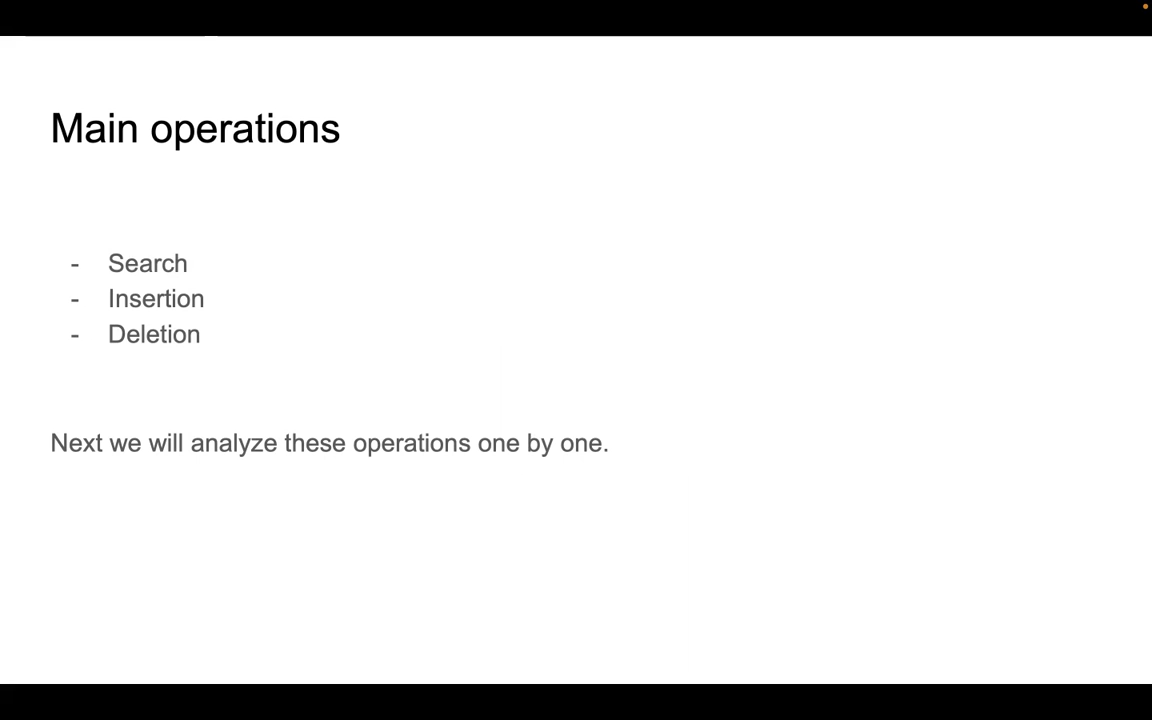 Main operations
- Search
- Insertion
- Deletion
Next we will analyze these operations one by one.